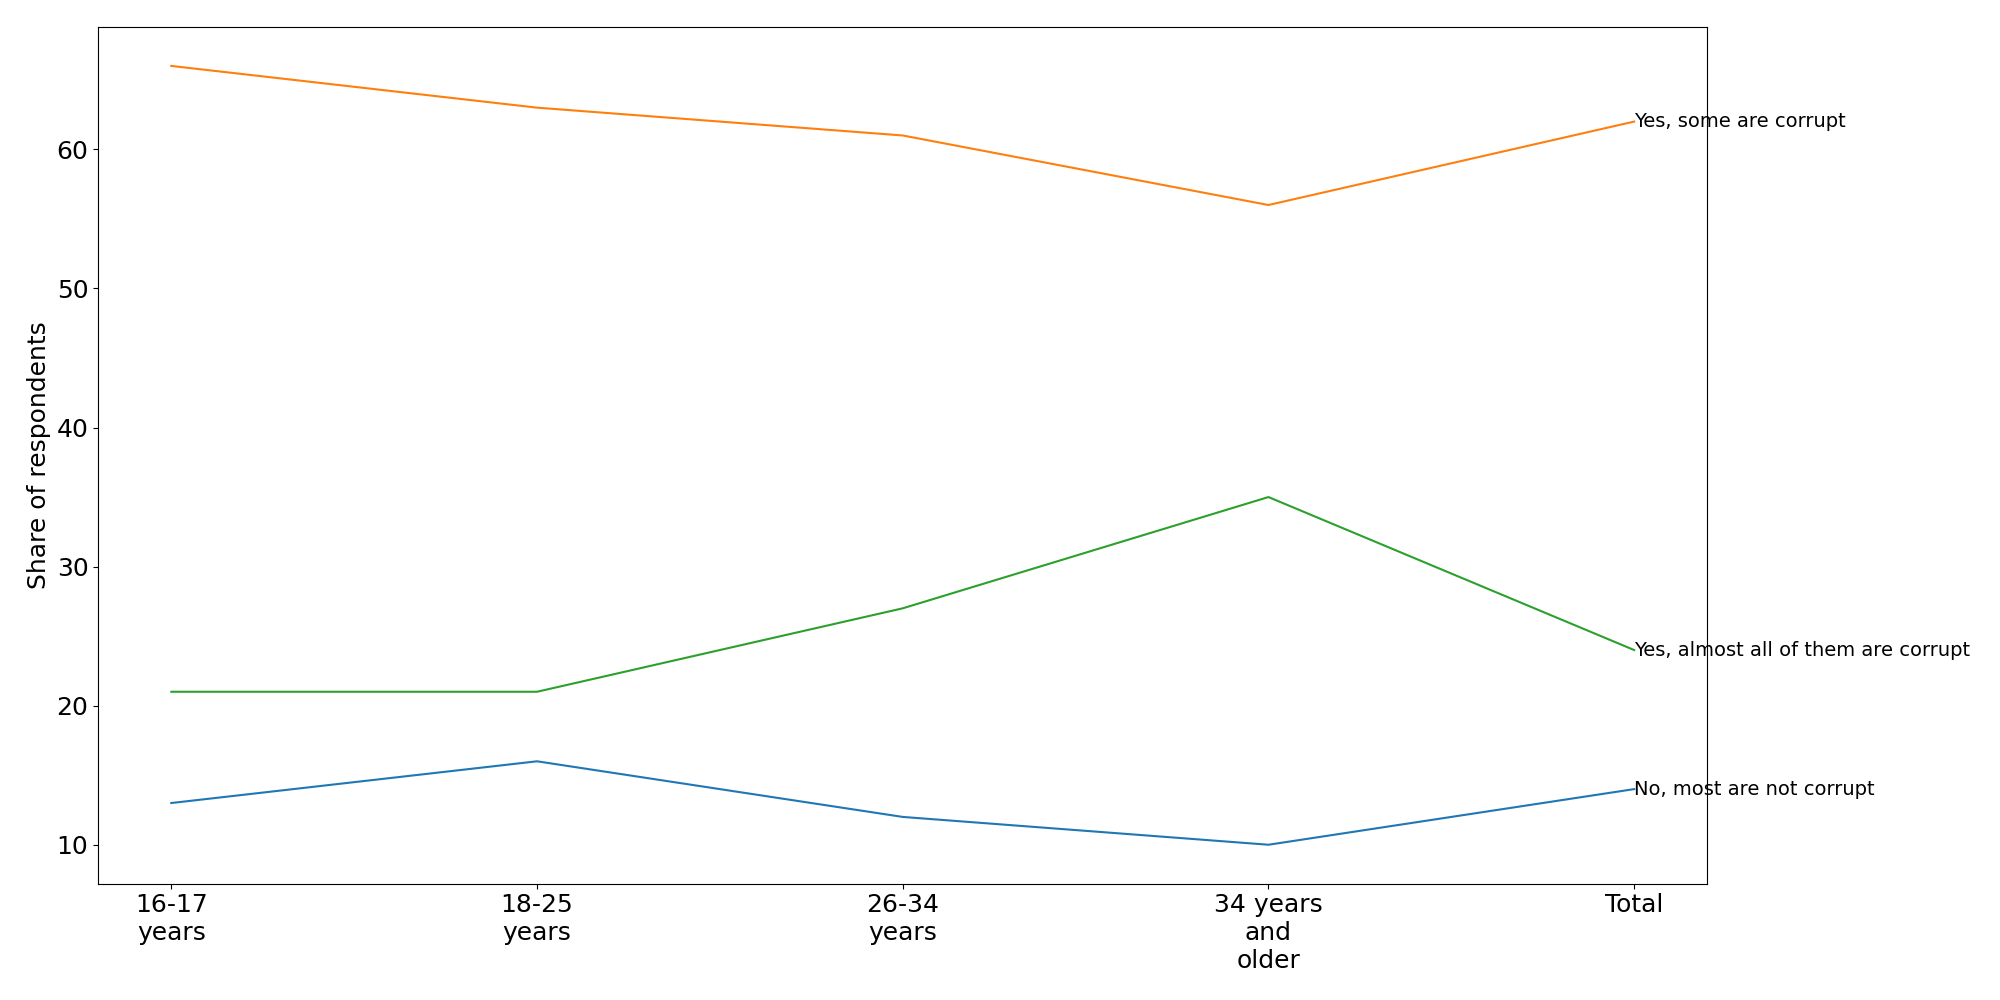 Share of respondents
60
50
40
30
20
10
Yes, some are corrupt
Yes, almost all of them are corrupt
No, most are not corrupt
16-17
years
18-25
years
26-34
years
34 years
and
older
Total